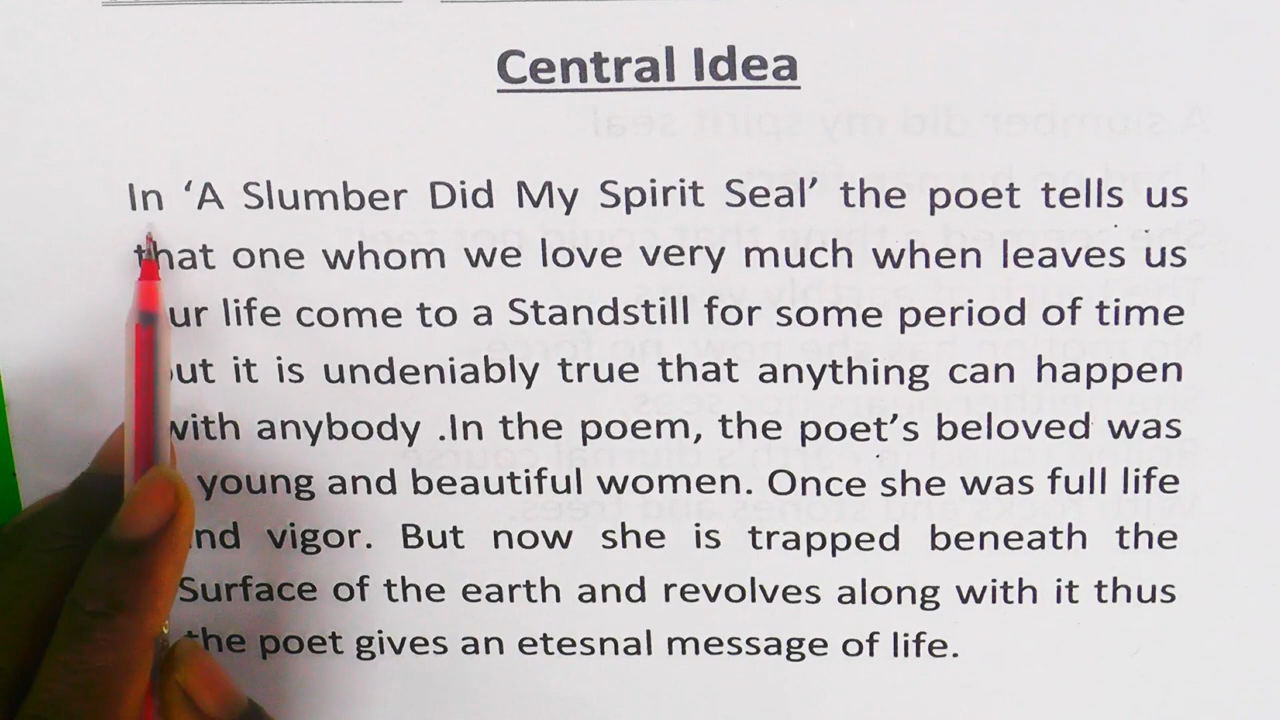 Central Idea
In ‘A Slumber Did My Spirit Seal’ the poet tells us
that one whom we love very much when leaves us
ur life come to a Standstill for some period of time
ut it is undeniably true that anything can happen
with anybody .In the poem, the poet’s beloved was
young and beautiful women. Once she was full life
nd vigor. But now she is trapped beneath the
Surface of the earth and revolves along with it thus
the poet gives an etesnal message of life.